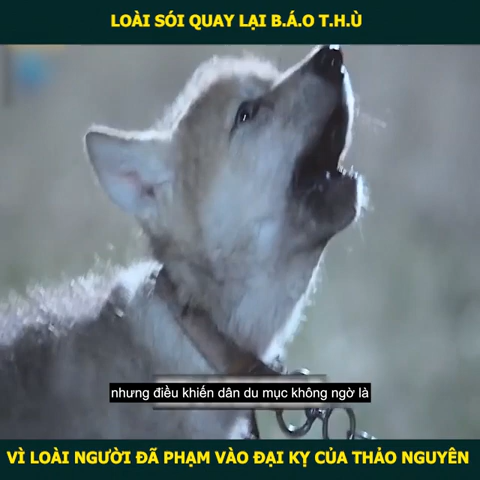 LOÀI SÓI QUAY LẠI B.Á.O T.H.Ù
nhưng điều khiến dân du mục không ngờ là
VÌ LOÀI NGƯỜI ĐÃ PHẠM VÀO ĐẠI KỴ CỦA THẢO NGUYÊN